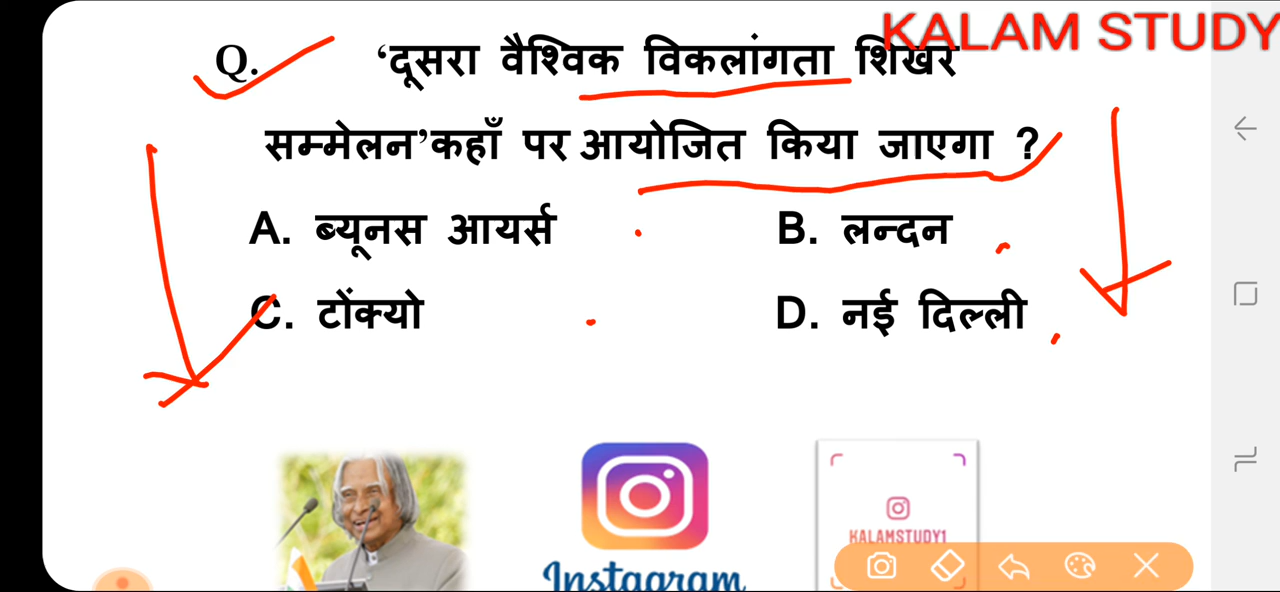 KALAM STUDY
Q. ‘दूसरा वैश्विक विकलांगता शिखर
सम्मेलन’कहाँ पर आयोजित किया जाएगा ?
A. ब्यूनस आयर्स B. लन्दन
C. टोंक्यो D. नई दिल्ली
KALAMSTUDY1
Instagram